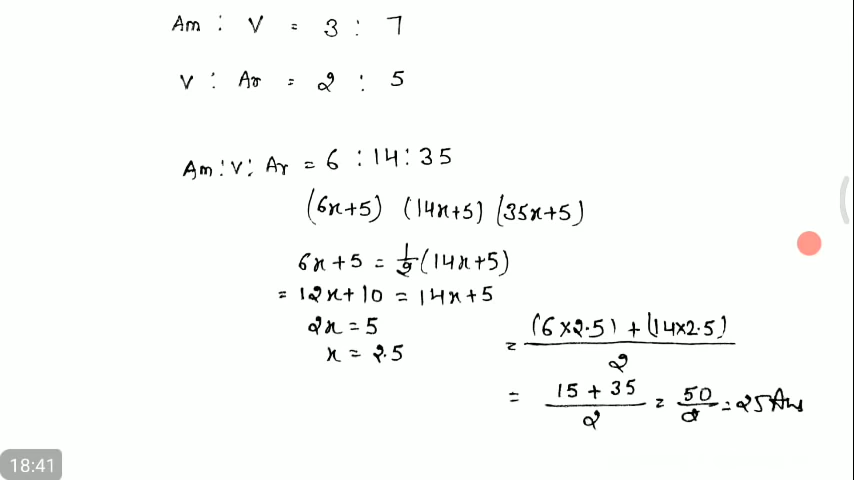 Am : V = 3 : 7
V : Ar = 2 : 5
Am : V : Ar = 6 : 14 : 35
(6x+5) (14x+5) (35x+5)
6x + 5 = 1/2 (14x+5)
= 12x + 10 = 14x + 5
2x = 5
x = 2.5
= (6 × 2.5) + (14 × 2.5) / 2
= 15 + 35 / 2 = 50 / 2 = 25 Ans
18:41